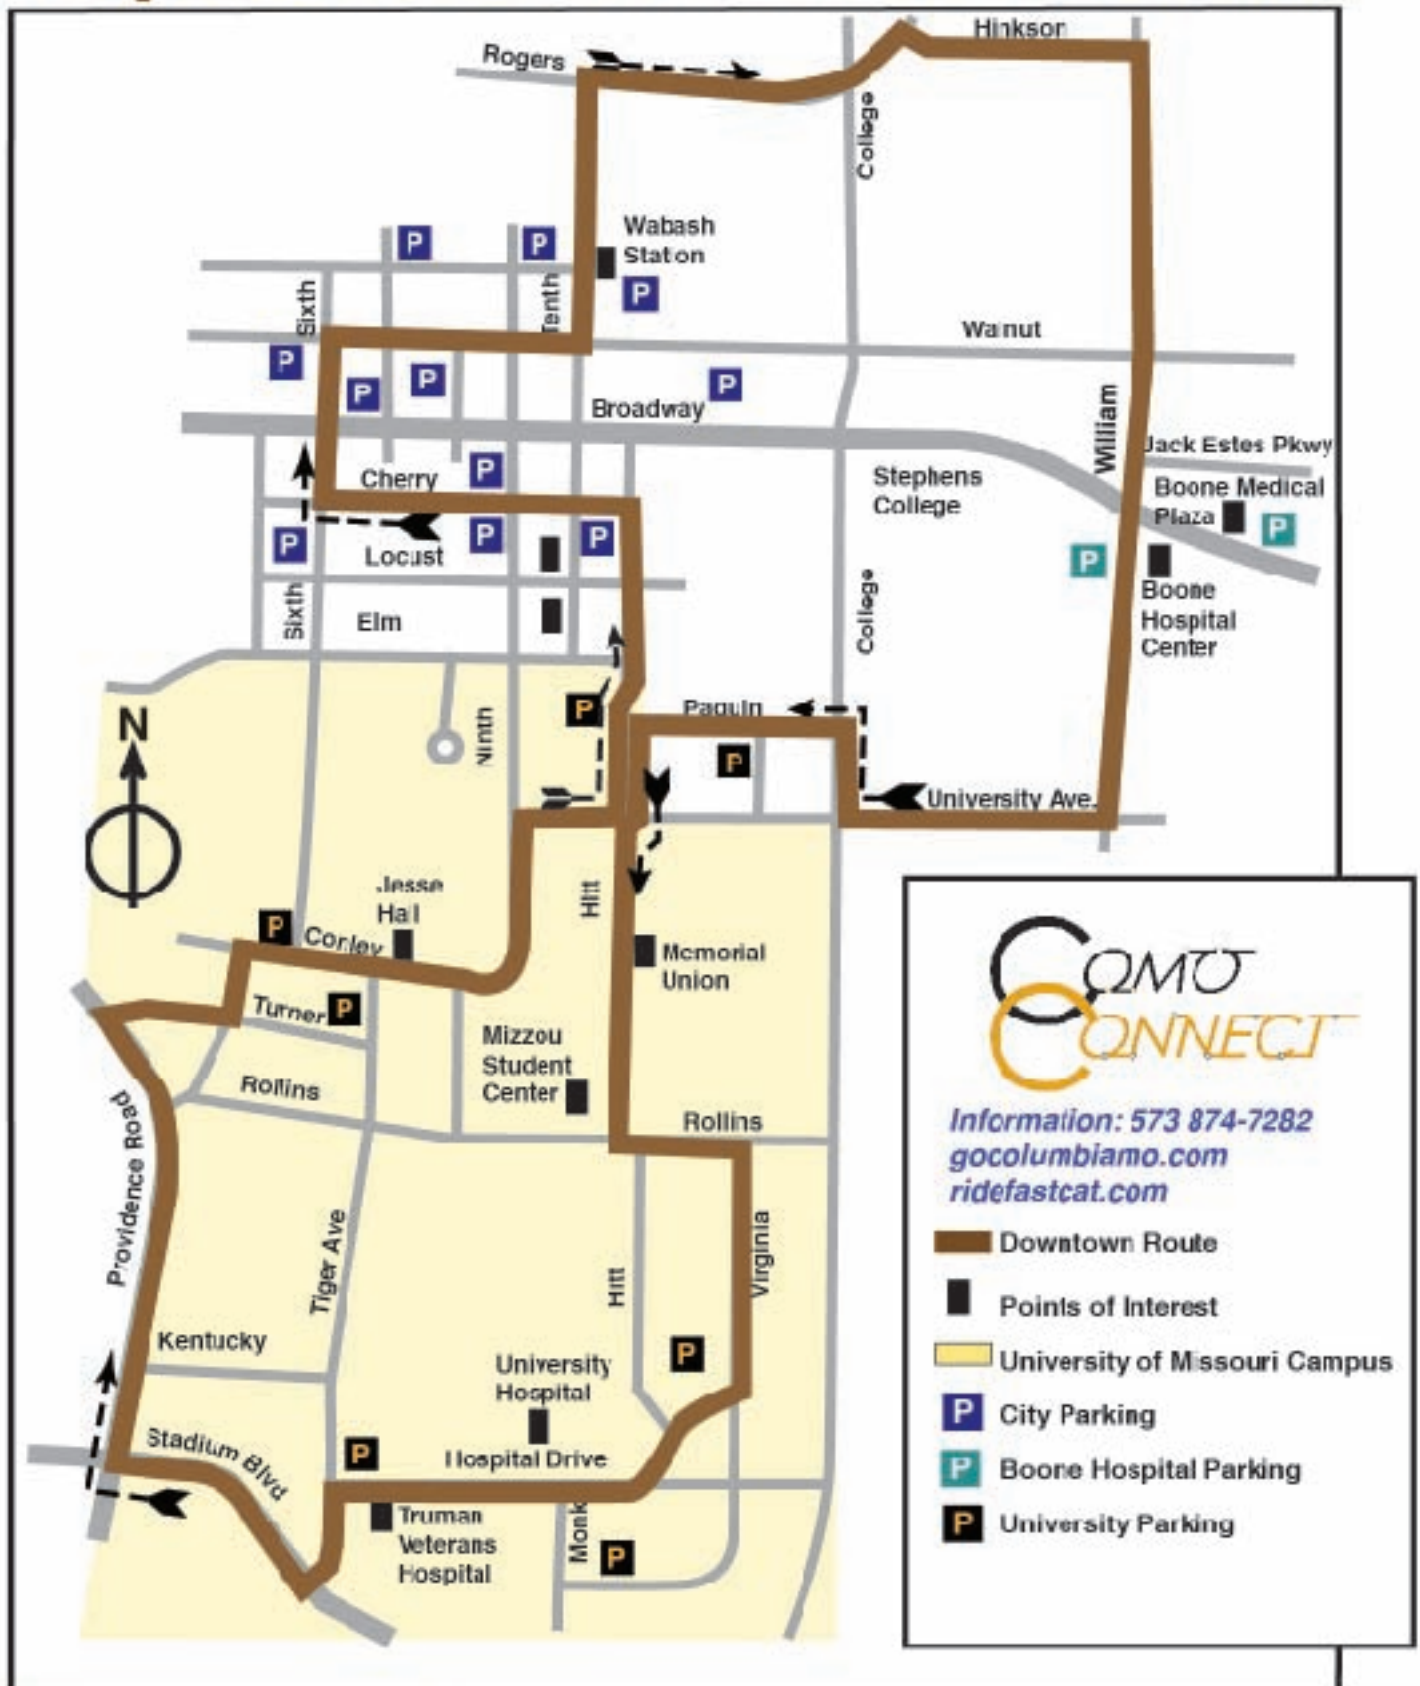 Hinkson
Rogers
College
Wabash
Station
P
P
P
Sixth
Tenth
Walnut
P
P
P
P
Broadway
William
Jack Estes Pkwy
Cherry
P
Stephens
College
Boone Medical
Plaza
P
P
P
P
Locust
P
Boone
Hospital
Center
Sixth
Elm
College
N
P
Ninth
Paquin
P
University Ave.
Jesse
Hall
Hitt
P
Conley
Memorial
Union
Turner
P
Mizzou
Student
Center
Rollins
Rollins
Providence Road
Tiger Ave
Hitt
Virginia
Kentucky
P
University
Hospital
Stadium Blvd
P
Hospital Drive
Truman
Veterans
Hospital
Monk
P
COMO
CONNECT
Information: 573 874-7282
gocolumbiamo.com
ridefastcat.com
Downtown Route
Points of Interest
University of Missouri Campus
P City Parking
P Boone Hospital Parking
P University Parking